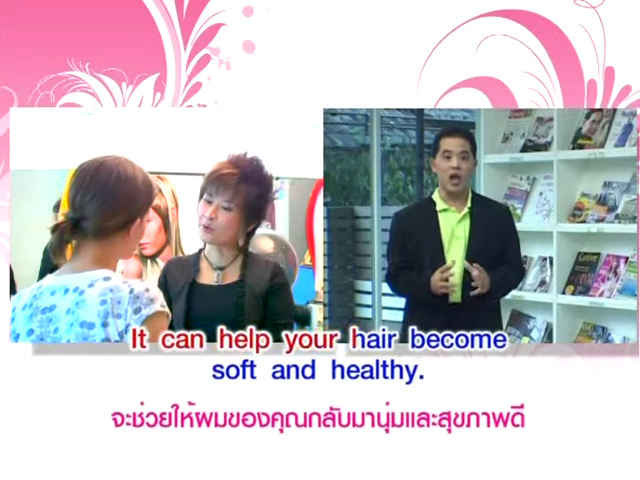 It can help your hair become
soft and healthy.
จะช่วยให้ผมของคุณกลับมานุ่มและสุขภาพดี